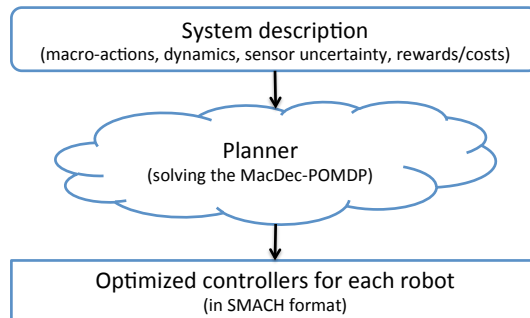 System description
(macro-actions, dynamics, sensor uncertainty, rewards/costs)
Planner
(solving the MacDec-POMDP)
Optimized controllers for each robot
(in SMACH format)